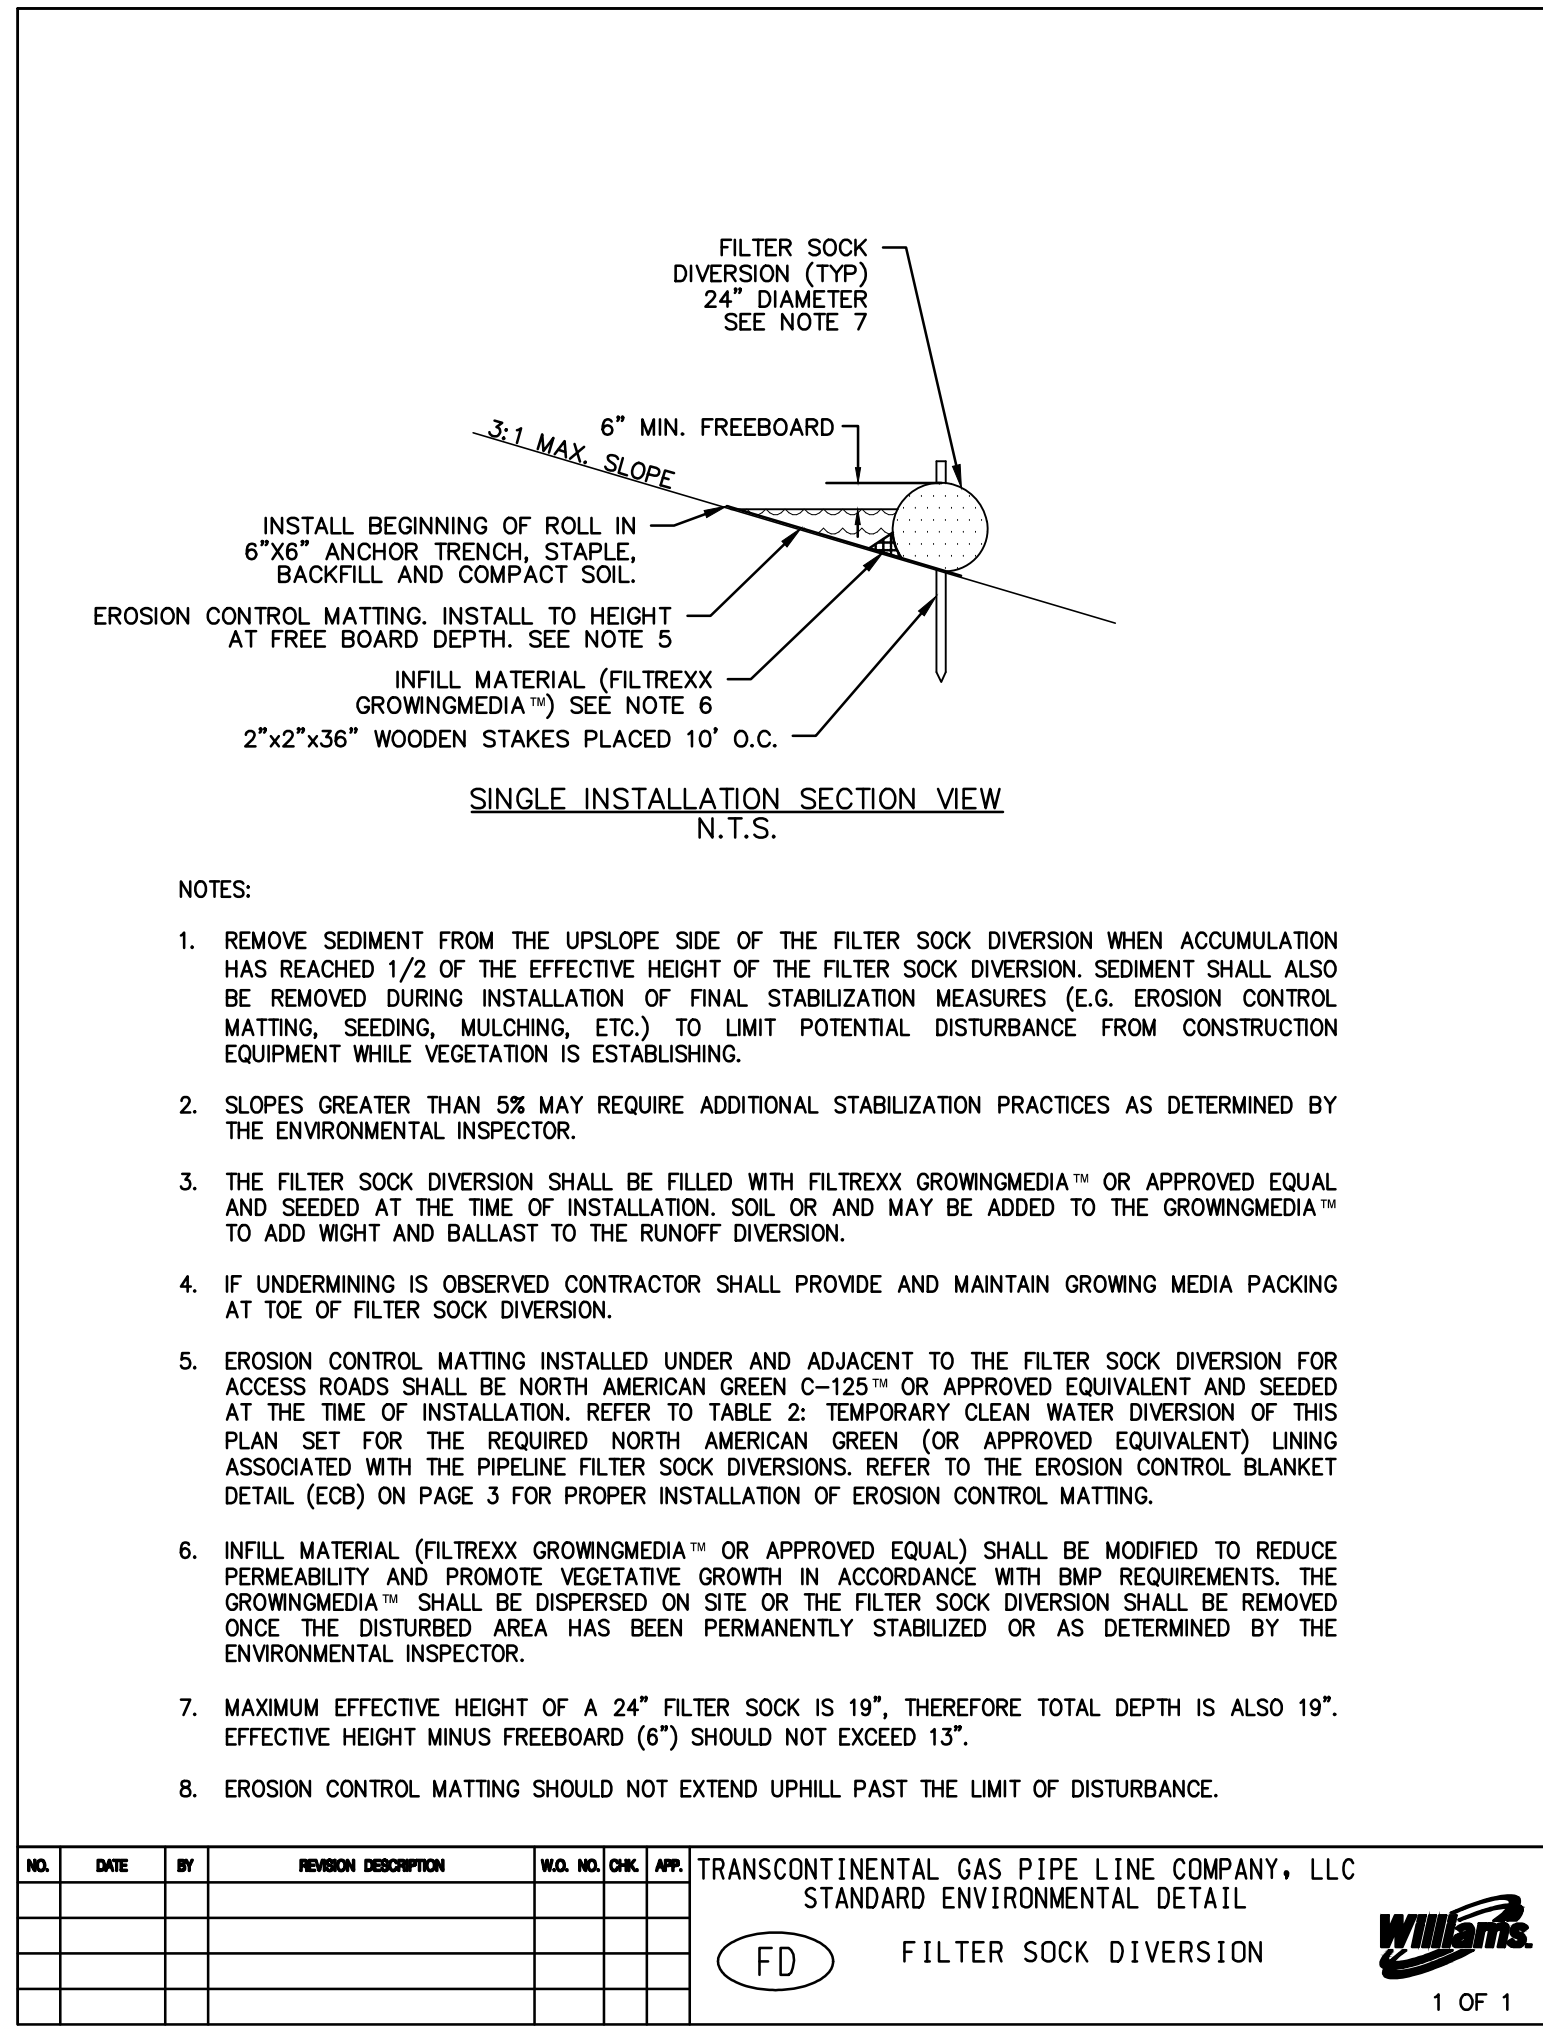 FILTER SOCK
DIVERSION (TYP)
24" DIAMETER
SEE NOTE 7
6" MIN. FREEBOARD
3:1 MAX. SLOPE
INSTALL BEGINNING OF ROLL IN
6"X6" ANCHOR TRENCH, STAPLE,
BACKFILL AND COMPACT SOIL.
EROSION CONTROL MATTING. INSTALL TO HEIGHT
AT FREE BOARD DEPTH. SEE NOTE 5
INFILL MATERIAL (FILTREXX
GROWINGMEDIA™) SEE NOTE 6
2"x2"x36" WOODEN STAKES PLACED 10' O.C.
SINGLE INSTALLATION SECTION VIEW
N.T.S.
NOTES:
1. REMOVE SEDIMENT FROM THE UPSLOPE SIDE OF THE FILTER SOCK DIVERSION WHEN ACCUMULATION
HAS REACHED 1/2 OF THE EFFECTIVE HEIGHT OF THE FILTER SOCK DIVERSION. SEDIMENT SHALL ALSO
BE REMOVED DURING INSTALLATION OF FINAL STABILIZATION MEASURES (E.G. EROSION CONTROL
MATTING, SEEDING, MULCHING, ETC.) TO LIMIT POTENTIAL DISTURBANCE FROM CONSTRUCTION
EQUIPMENT WHILE VEGETATION IS ESTABLISHING.
2. SLOPES GREATER THAN 5% MAY REQUIRE ADDITIONAL STABILIZATION PRACTICES AS DETERMINED BY
THE ENVIRONMENTAL INSPECTOR.
3. THE FILTER SOCK DIVERSION SHALL BE FILLED WITH FILTREXX GROWINGMEDIA™ OR APPROVED EQUAL
AND SEEDED AT THE TIME OF INSTALLATION. SOIL OR AND MAY BE ADDED TO THE GROWINGMEDIA™
TO ADD WIGHT AND BALLAST TO THE RUNOFF DIVERSION.
4. IF UNDERMINING IS OBSERVED CONTRACTOR SHALL PROVIDE AND MAINTAIN GROWING MEDIA PACKING
AT TOE OF FILTER SOCK DIVERSION.
5. EROSION CONTROL MATTING INSTALLED UNDER AND ADJACENT TO THE FILTER SOCK DIVERSION FOR
ACCESS ROADS SHALL BE NORTH AMERICAN GREEN C-125™ OR APPROVED EQUIVALENT AND SEEDED
AT THE TIME OF INSTALLATION. REFER TO TABLE 2: TEMPORARY CLEAN WATER DIVERSION OF THIS
PLAN SET FOR THE REQUIRED NORTH AMERICAN GREEN (OR APPROVED EQUIVALENT) LINING
ASSOCIATED WITH THE PIPELINE FILTER SOCK DIVERSIONS. REFER TO THE EROSION CONTROL BLANKET
DETAIL (ECB) ON PAGE 3 FOR PROPER INSTALLATION OF EROSION CONTROL MATTING.
6. INFILL MATERIAL (FILTREXX GROWINGMEDIA™ OR APPROVED EQUAL) SHALL BE MODIFIED TO REDUCE
PERMEABILITY AND PROMOTE VEGETATIVE GROWTH IN ACCORDANCE WITH BMP REQUIREMENTS. THE
GROWINGMEDIA™ SHALL BE DISPERSED ON SITE OR THE FILTER SOCK DIVERSION SHALL BE REMOVED
ONCE THE DISTURBED AREA HAS BEEN PERMANENTLY STABILIZED OR AS DETERMINED BY THE
ENVIRONMENTAL INSPECTOR.
7. MAXIMUM EFFECTIVE HEIGHT OF A 24" FILTER SOCK IS 19", THEREFORE TOTAL DEPTH IS ALSO 19".
EFFECTIVE HEIGHT MINUS FREEBOARD (6") SHOULD NOT EXCEED 13".
8. EROSION CONTROL MATTING SHOULD NOT EXTEND UPHILL PAST THE LIMIT OF DISTURBANCE.
NO. DATE BY REVISION DESCRIPTION W.O. NO. CHK. APP.
TRANSCONTINENTAL GAS PIPE LINE COMPANY, LLC
STANDARD ENVIRONMENTAL DETAIL
FD FILTER SOCK DIVERSION
Williams.
1 OF 1